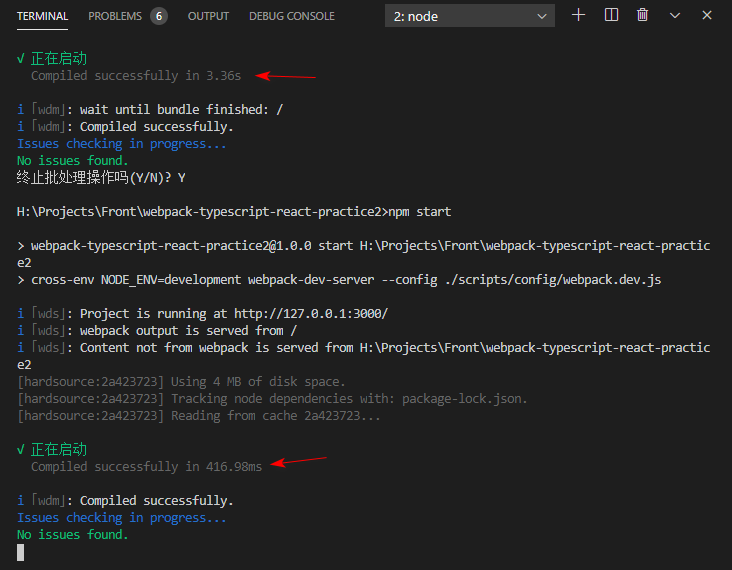 TERMINAL PROBLEMS 6 OUTPUT DEBUG CONSOLE 2: node
√ 正在启动
Compiled successfully in 3.36s
i ｢wdm｣: wait until bundle finished: /
i ｢wdm｣: Compiled successfully.
Issues checking in progress...
No issues found.
终止批处理操作吗(Y/N)? Y
H:\Projects\Front\webpack-typescript-react-practice2>npm start
> webpack-typescript-react-practice2@1.0.0 start H:\Projects\Front\webpack-typescript-react-practic
e2
> cross-env NODE_ENV=development webpack-dev-server --config ./scripts/config/webpack.dev.js
i ｢wds｣: Project is running at http://127.0.0.1:3000/
i ｢wds｣: webpack output is served from /
i ｢wds｣: Content not from webpack is served from H:\Projects\Front\webpack-typescript-react-practic
e2
[hardsource:2a423723] Using 4 MB of disk space.
[hardsource:2a423723] Tracking node dependencies with: package-lock.json.
[hardsource:2a423723] Reading from cache 2a423723...
√ 正在启动
Compiled successfully in 416.98ms
i ｢wdm｣: Compiled successfully.
Issues checking in progress...
No issues found.